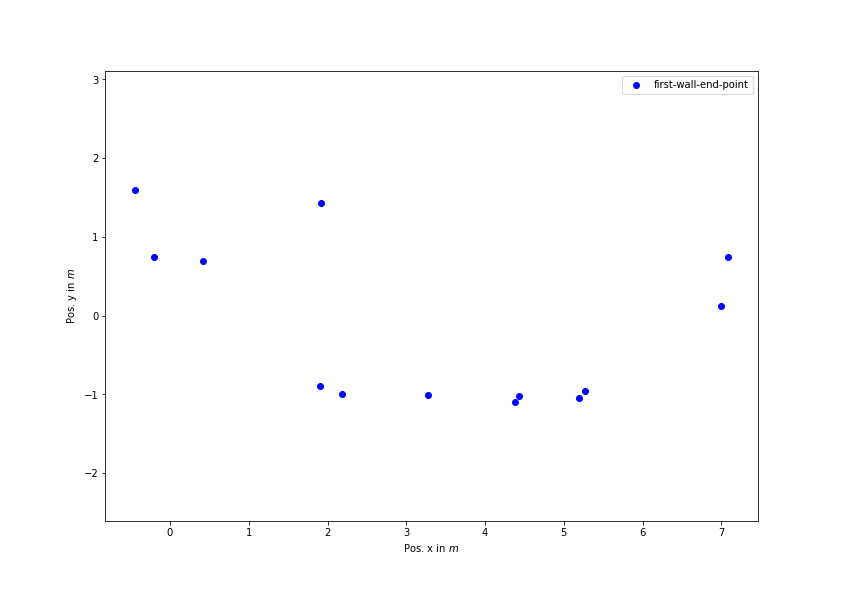 first-wall-end-point
3
2
1
0
−1
−2
Pos. y in m
0 1 2 3 4 5 6 7
Pos. x in m